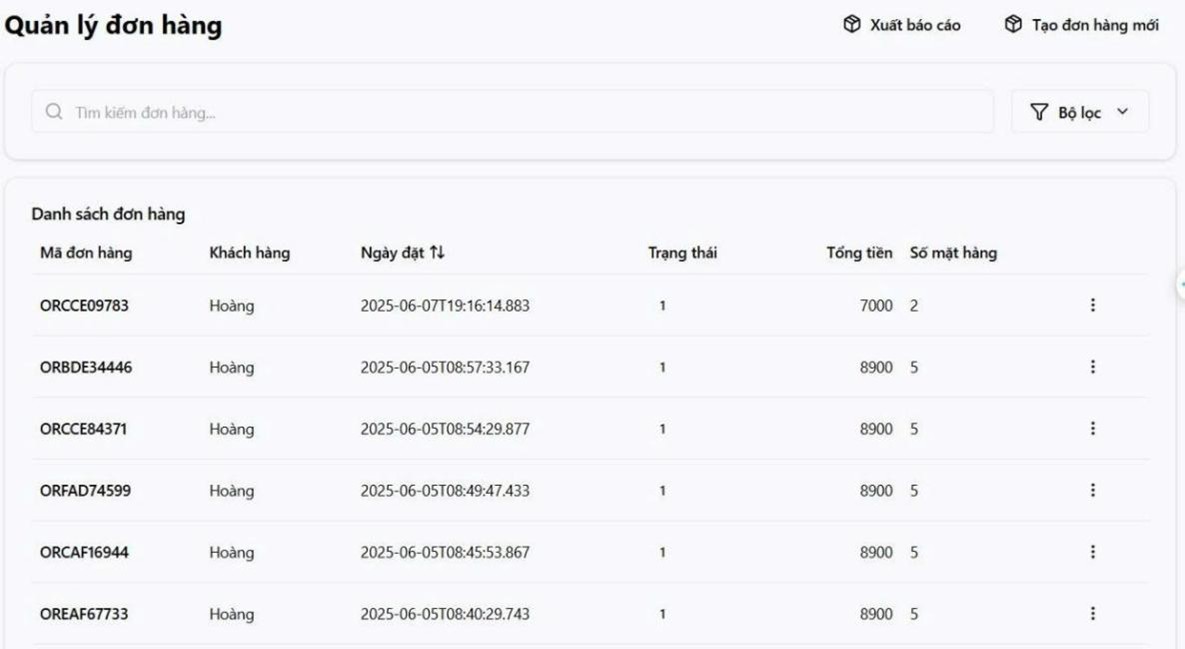 Quản lý đơn hàng Xuất báo cáo Tạo đơn hàng mới
Tìm kiếm đơn hàng... Bộ lọc
Danh sách đơn hàng
Mã đơn hàng Khách hàng Ngày đặt ↑↓ Trạng thái Tổng tiền Số mặt hàng
ORCCE09783 Hoàng 2025-06-07T19:16:14.883 1 7000 2
ORBDE34446 Hoàng 2025-06-05T08:57:33.167 1 8900 5
ORCCE84371 Hoàng 2025-06-05T08:54:29.877 1 8900 5
ORFAD74599 Hoàng 2025-06-05T08:49:47.433 1 8900 5
ORCAF16944 Hoàng 2025-06-05T08:45:53.867 1 8900 5
OREAF67733 Hoàng 2025-06-05T08:40:29.743 1 8900 5